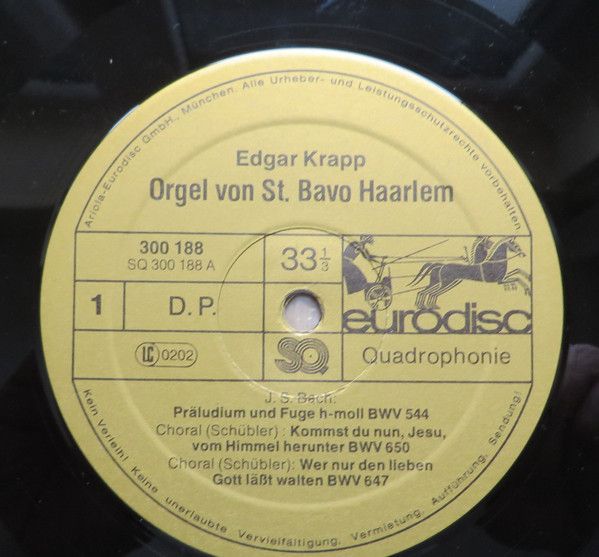 Ariola-Eurodisc GmbH., München. Alle Urheber- und Leistungsschutzrechte vorbehalten
Edgar Krapp
Orgel von St. Bavo Haarlem
300 188
SQ 300 188 A
33 1/3
1
D.P.
eurodisc
LC 0202
SQ
Quadrophonie
J. S. Bach:
Präludium und Fuge h-moll BWV 544
Choral (Schübler) : Kommst du nun, Jesu,
vom Himmel herunter BWV 650
Choral (Schübler): Wer nur den lieben
Gott läßt walten BWV 647
Kein Verleih! Keine unerlaubte Vervielfältigung, Vermietung, Aufführung, Sendung!